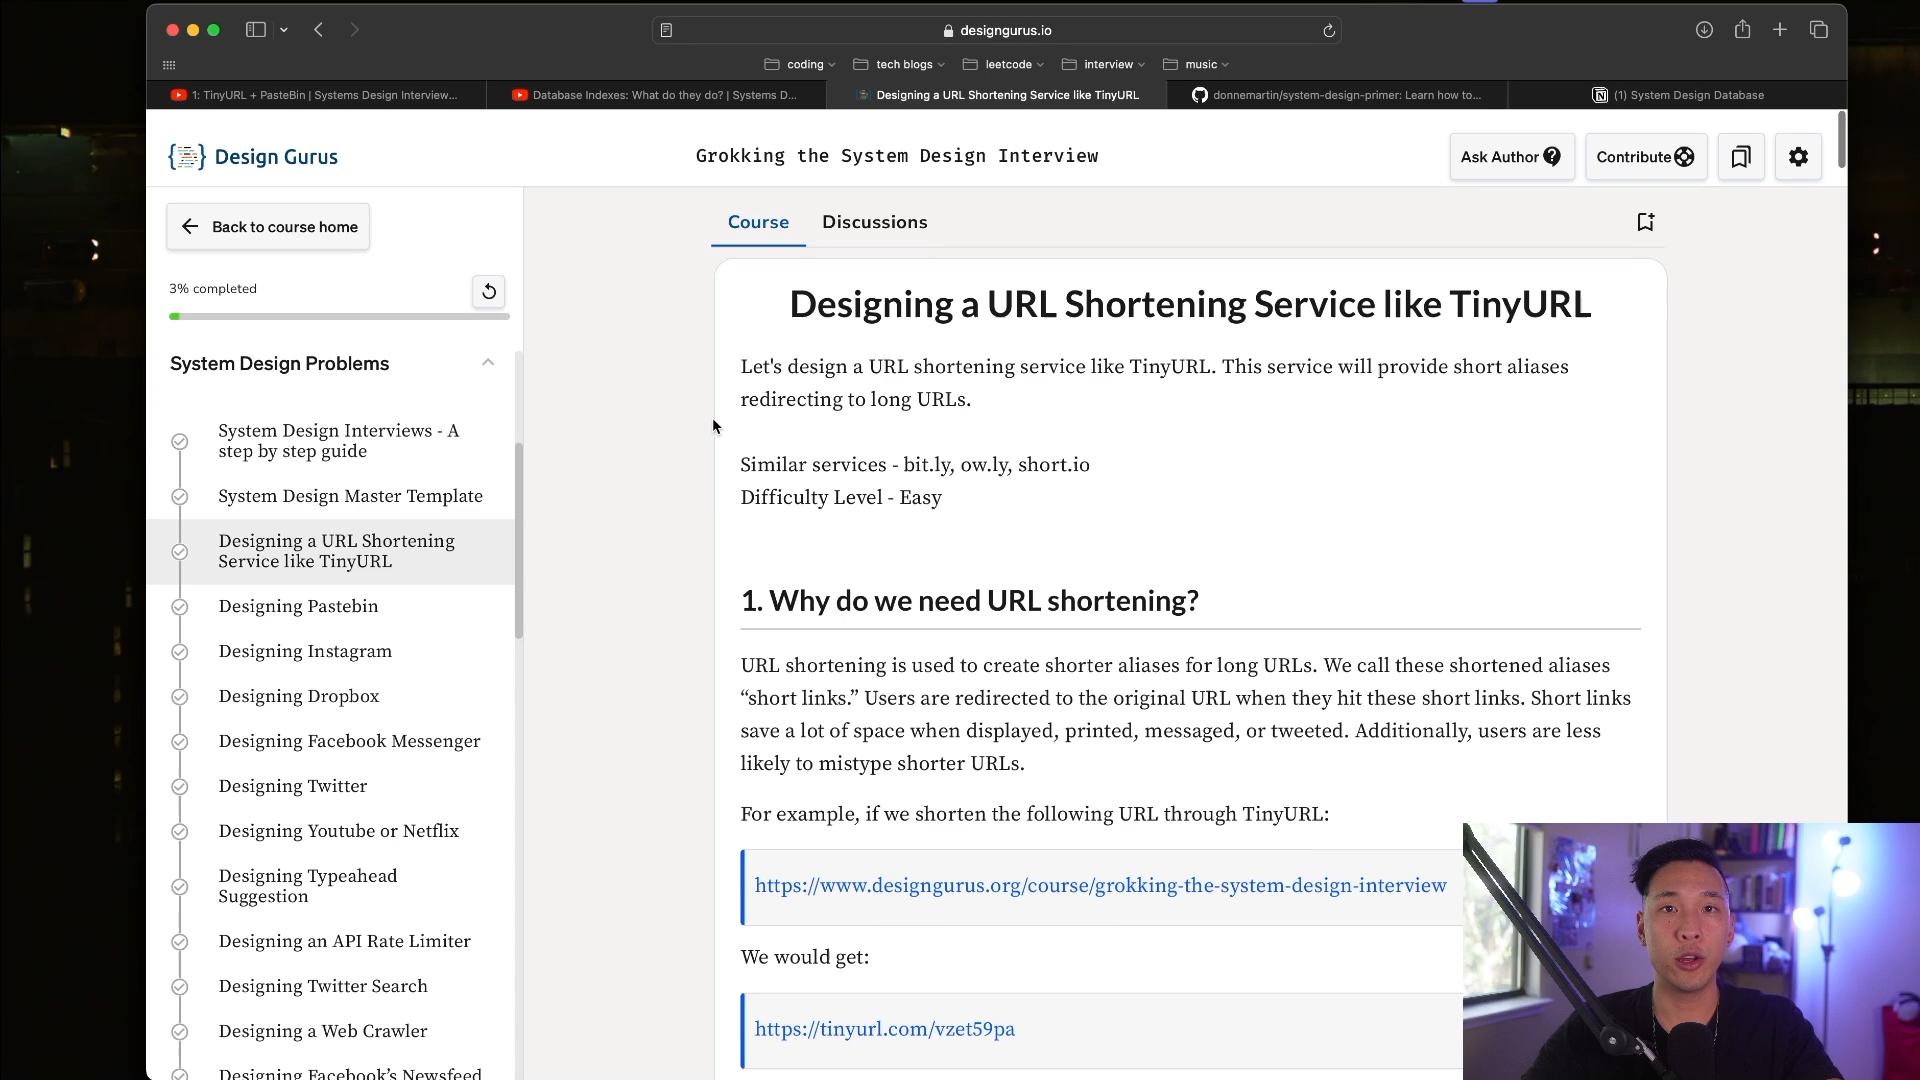 designgurus.io
coding
tech blogs
leetcode
interview
music
1: TinyURL + PasteBin | Systems Design Interview...
Database Indexes: What do they do? | Systems D...
Designing a URL Shortening Service like TinyURL
donnemartin/system-design-primer: Learn how to...
(1) System Design Database
Design Gurus
Grokking the System Design Interview
Ask Author
Contribute
Back to course home
3% completed
System Design Problems
System Design Interviews - A
step by step guide
System Design Master Template
Designing a URL Shortening
Service like TinyURL
Designing Pastebin
Designing Instagram
Designing Dropbox
Designing Facebook Messenger
Designing Twitter
Designing Youtube or Netflix
Designing Typeahead
Suggestion
Designing an API Rate Limiter
Designing Twitter Search
Designing a Web Crawler
Designing Facebook's Newsfeed
Course
Discussions
Designing a URL Shortening Service like TinyURL
Let's design a URL shortening service like TinyURL. This service will provide short aliases
redirecting to long URLs.
Similar services - bit.ly, ow.ly, short.io
Difficulty Level - Easy
1. Why do we need URL shortening?
URL shortening is used to create shorter aliases for long URLs. We call these shortened aliases
“short links.” Users are redirected to the original URL when they hit these short links. Short links
save a lot of space when displayed, printed, messaged, or tweeted. Additionally, users are less
likely to mistype shorter URLs.
For example, if we shorten the following URL through TinyURL:
https://www.designgurus.org/course/grokking-the-system-design-interview
We would get:
https://tinyurl.com/vzet59pa